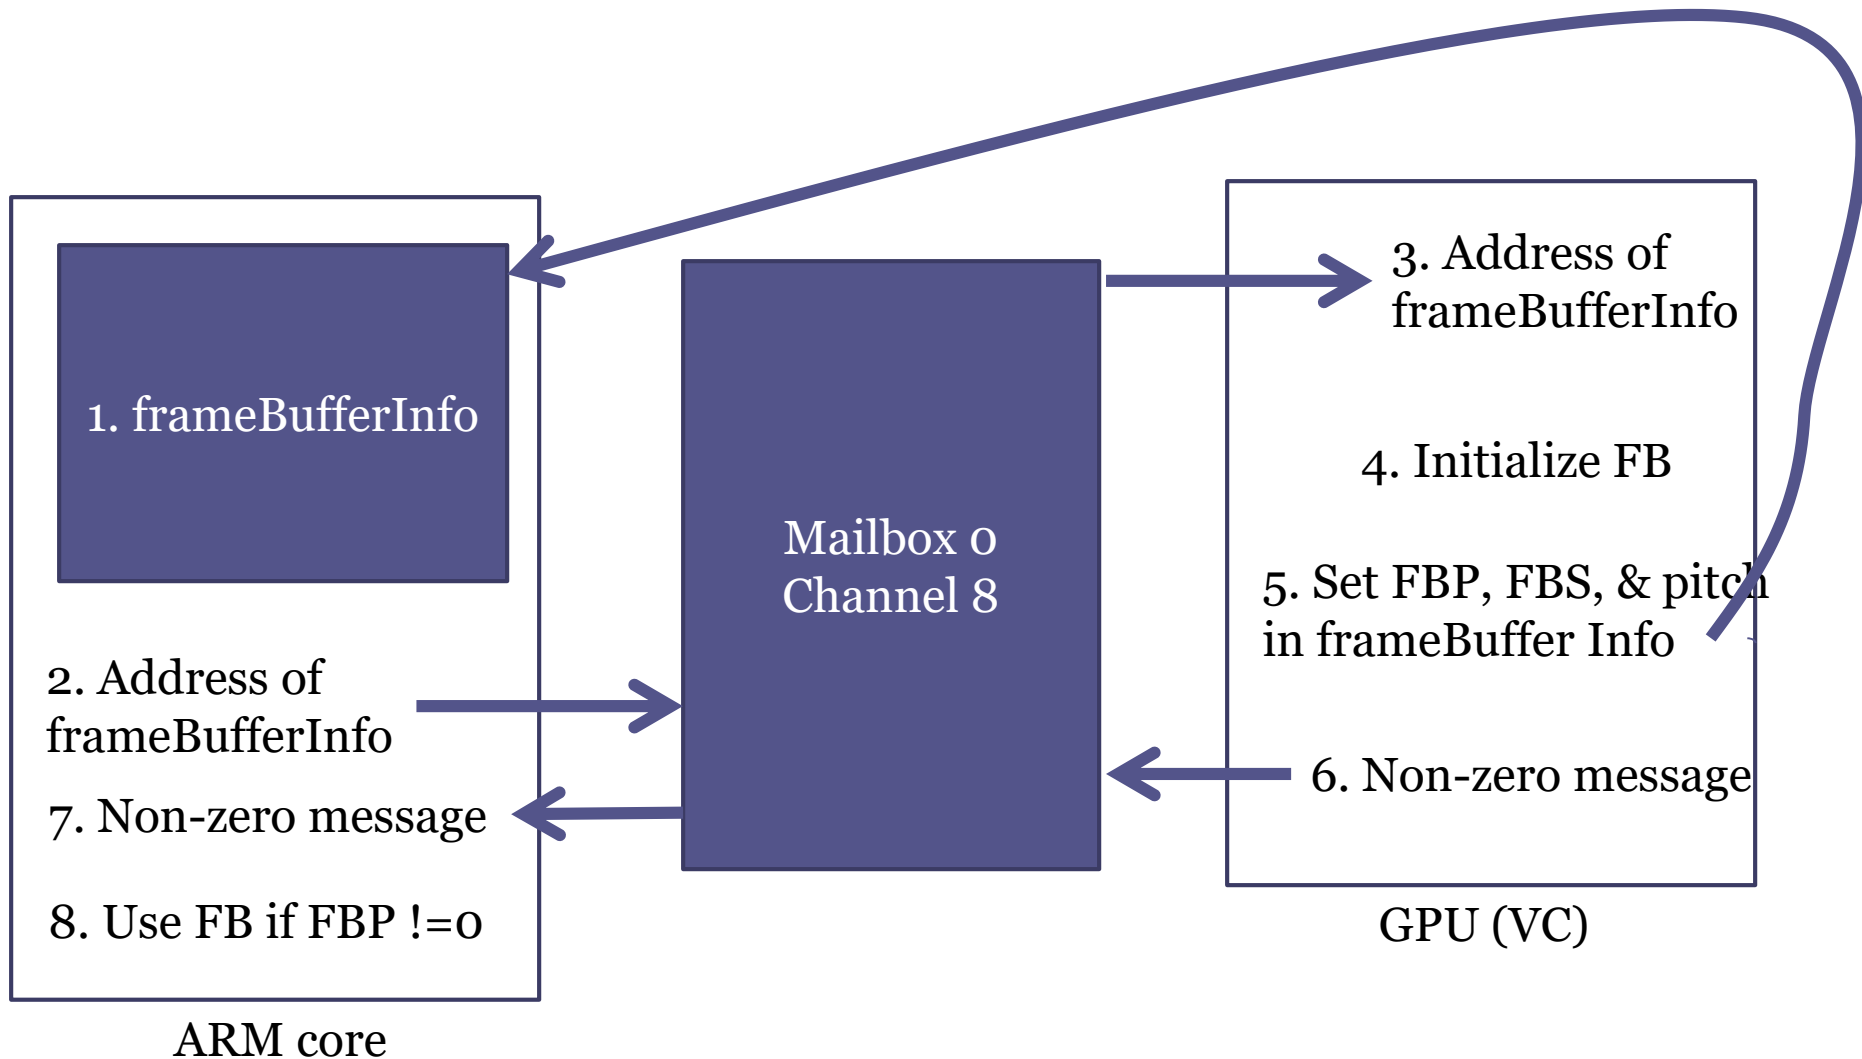 1. frameBufferInfo
2. Address of
frameBufferInfo
7. Non-zero message
8. Use FB if FBP !=0
ARM core
Mailbox 0
Channel 8
3. Address of
frameBufferInfo
4. Initialize FB
5. Set FBP, FBS, & pitch
in frameBuffer Info
6. Non-zero message
GPU (VC)